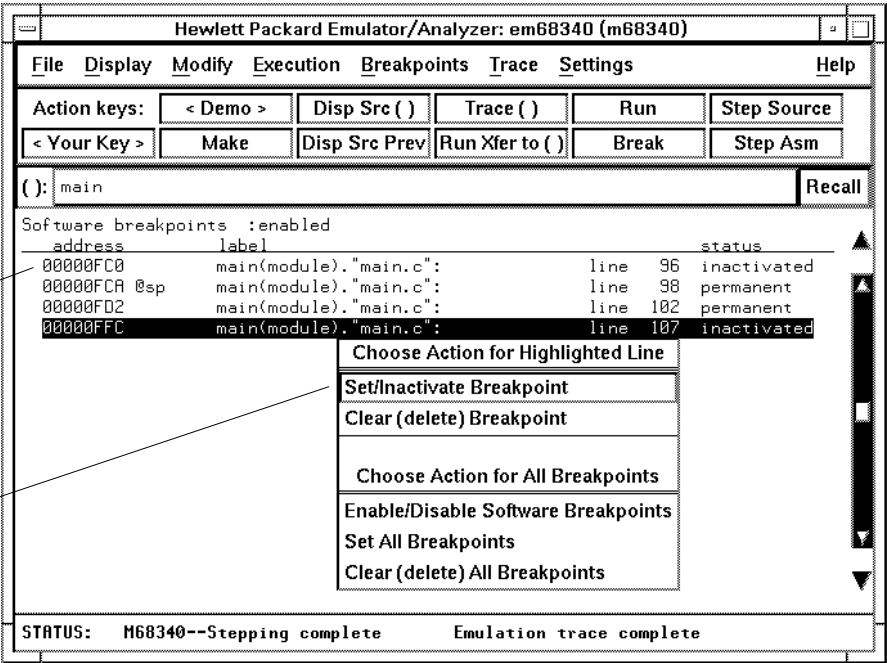 Hewlett Packard Emulator/Analyzer: em68340 (m68340)
File Display Modify Execution Breakpoints Trace Settings Help
Action keys: < Demo > Disp Src ( ) Trace ( ) Run Step Source
< Your Key > Make Disp Src Prev Run Xfer to ( ) Break Step Asm
( ): main Recall
Software breakpoints :enabled
address label status
00000FC0 main(module)."main.c": line 96 inactivated
00000FCA @sp main(module)."main.c": line 98 permanent
00000FD2 main(module)."main.c": line 102 permanent
00000FFC main(module)."main.c": line 107 inactivated
Choose Action for Highlighted Line
Set/Inactivate Breakpoint
Clear (delete) Breakpoint
Choose Action for All Breakpoints
Enable/Disable Software Breakpoints
Set All Breakpoints
Clear (delete) All Breakpoints
STATUS: M68340--Stepping complete Emulation trace complete